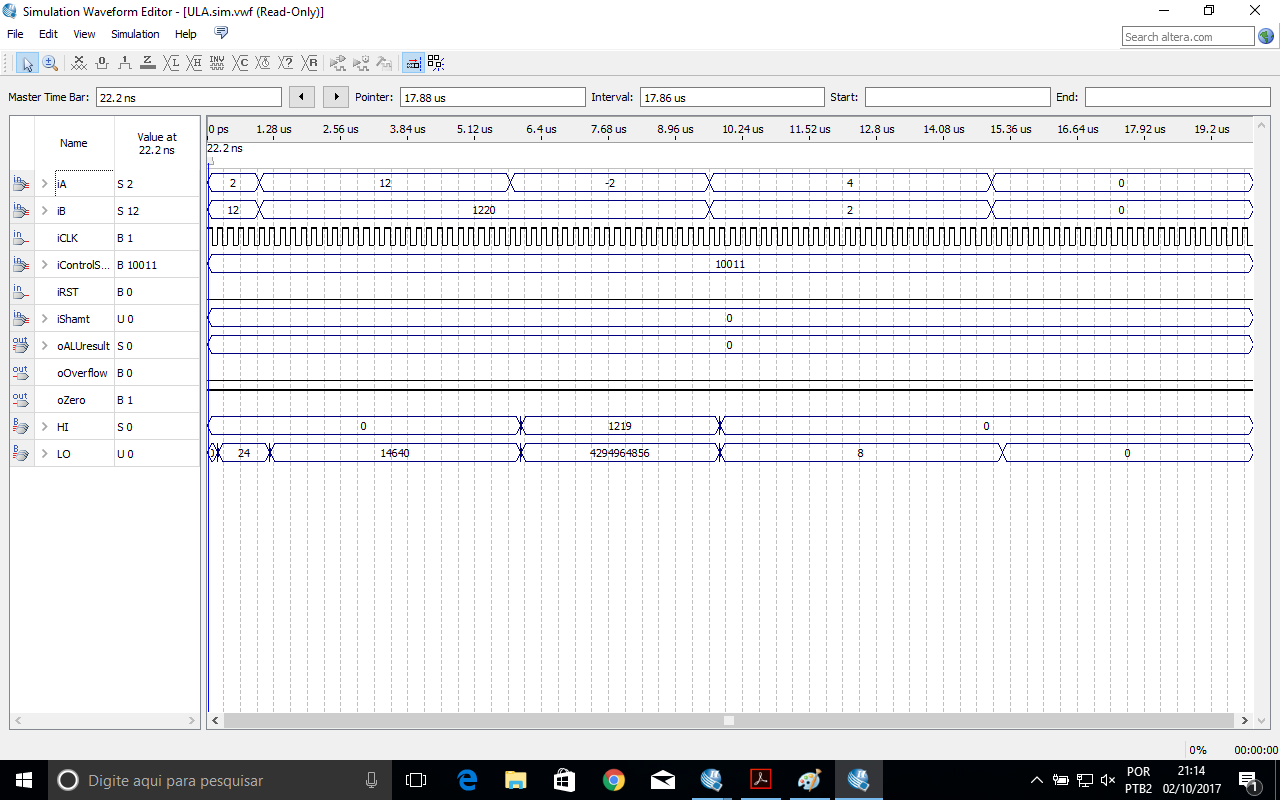 Simulation Waveform Editor - [ULA.sim.vwf (Read-Only)]
File Edit View Simulation Help
Search altera.com
Master Time Bar: 22.2 ns Pointer: 17.88 us Interval: 17.86 us Start: End:
Name Value at 22.2 ns
0 ps 1.28 us 2.56 us 3.84 us 5.12 us 6.4 us 7.68 us 8.96 us 10.24 us 11.52 us 12.8 us 14.08 us 15.36 us 16.64 us 17.92 us 19.2 us
22.2 ns
in iA S 2 2 12 -2 4 0
in iB S 12 12 1220 2 0
in iCLK B 1
in iControlS... B 10011 10011
in iRST B 0
in iShamt U 0 0
out oALUresult S 0 0
out oOverflow B 0
out oZero B 1
B HI S 0 0 1219 0
B LO U 0 0 24 14640 4294964856 8 0
0% 00:00:00
Digite aqui para pesquisar
POR
PTB2
21:14
02/10/2017
1